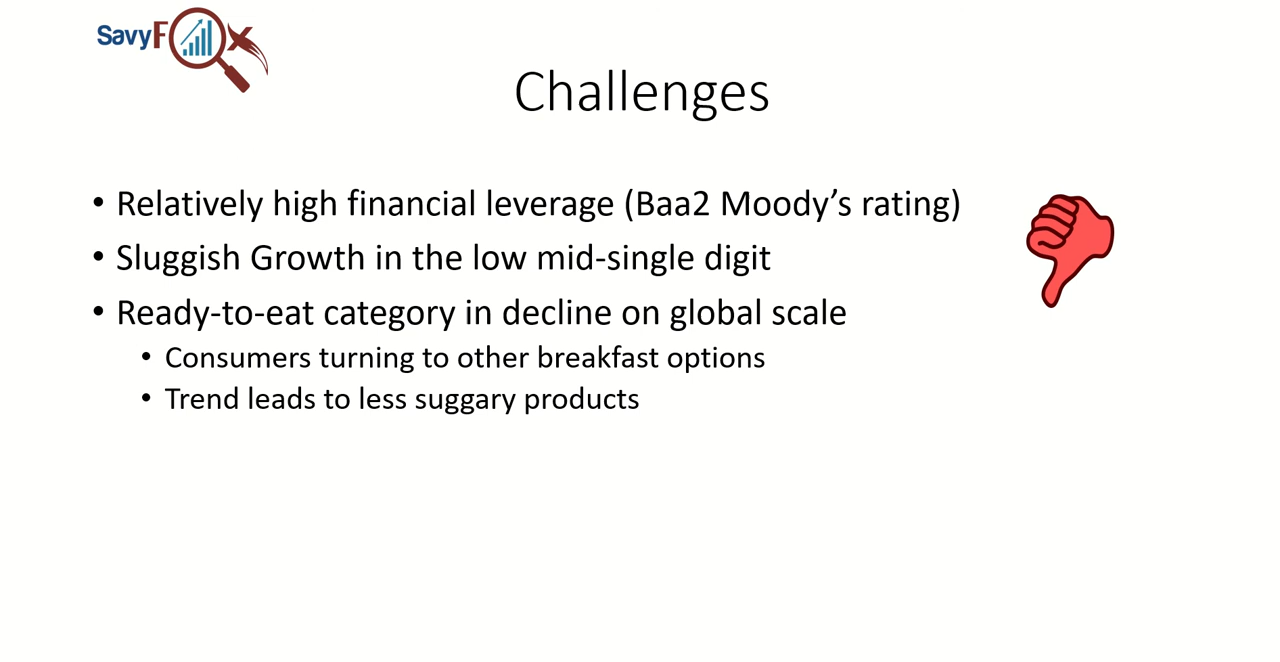 SavyFox
Challenges
• Relatively high financial leverage (Baa2 Moody’s rating)
• Sluggish Growth in the low mid-single digit
• Ready-to-eat category in decline on global scale
• Consumers turning to other breakfast options
• Trend leads to less suggary products